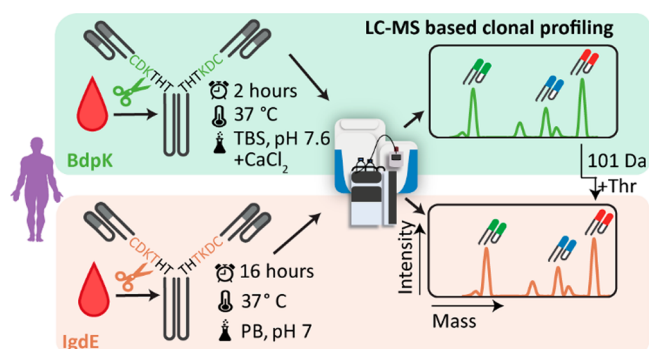 LC-MS based clonal profiling
CDKTHT THTKDC
2 hours
37 °C
TBS, pH 7.6
+CaCl2
BdpK
101 Da
+Thr
CDKTHT THTKDC
16 hours
37° C
PB, pH 7
IgdE
Intensity
Mass